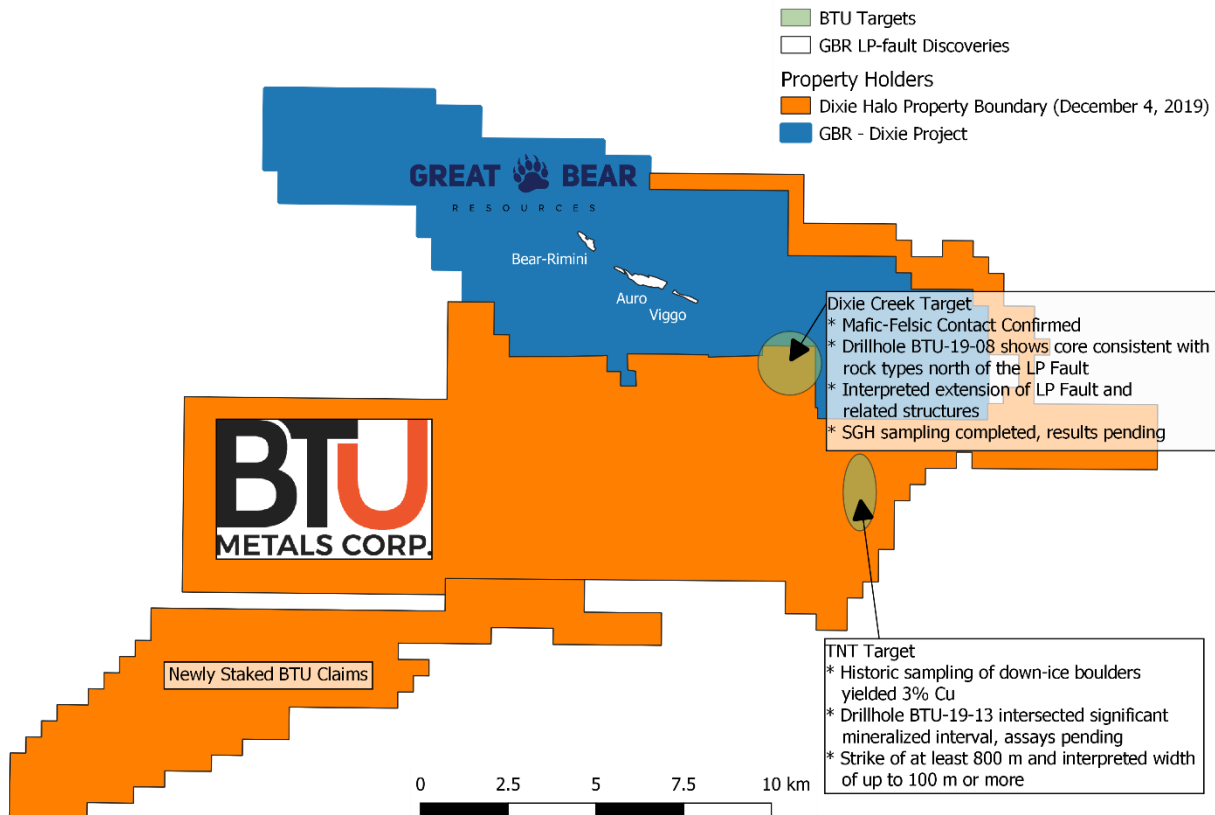 BTU Targets
GBR LP-fault Discoveries
Property Holders
Dixie Halo Property Boundary (December 4, 2019)
GBR - Dixie Project
GREAT BEAR
RESOURCES
Bear-Rimini
Auro
Viggo
Dixie Creek Target
* Mafic-Felsic Contact Confirmed
* Drillhole BTU-19-08 shows core consistent with
rock types north of the LP Fault
* Interpreted extension of LP Fault and
related structures
* SGH sampling completed, results pending
BTU
METALS CORP.
Newly Staked BTU Claims
TNT Target
* Historic sampling of down-ice boulders
yielded 3% Cu
* Drillhole BTU-19-13 intersected significant
mineralized interval, assays pending
* Strike of at least 800 m and interpreted width
of up to 100 m or more
0 2.5 5 7.5 10 km